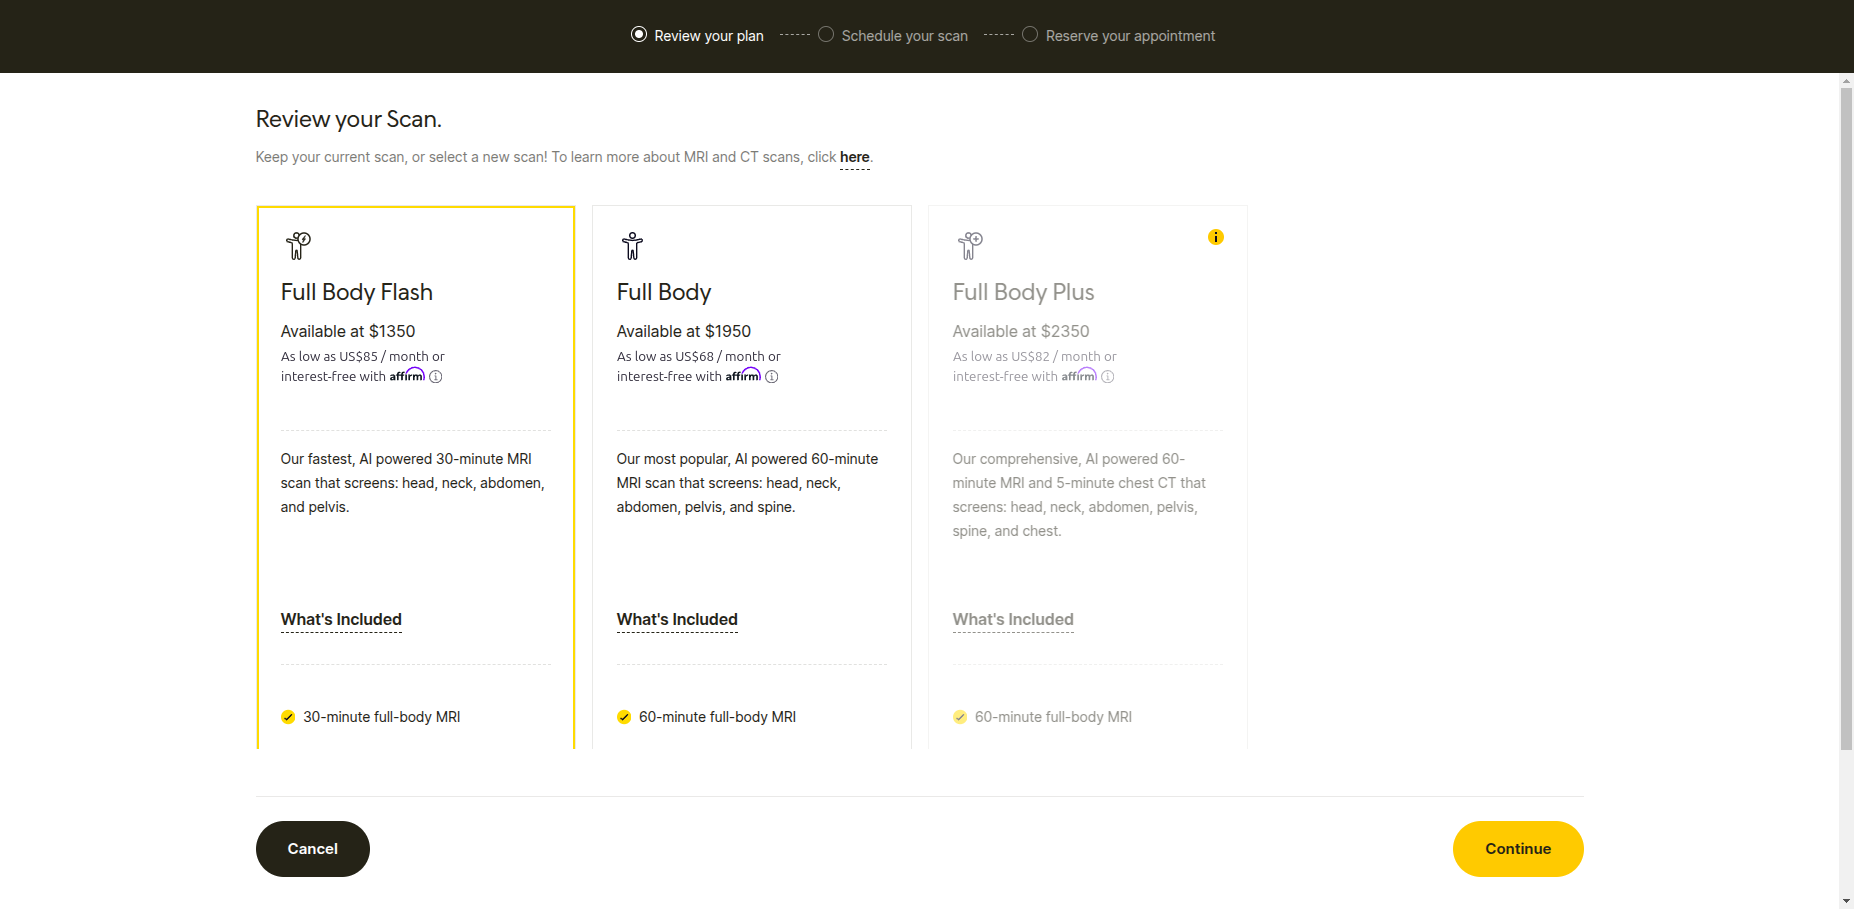 Review your plan
Schedule your scan
Reserve your appointment
Review your Scan.
Keep your current scan, or select a new scan! To learn more about MRI and CT scans, click here.
Full Body Flash
Available at $1350
As low as US$85 / month or
interest-free with affirm
Our fastest, AI powered 30-minute MRI
scan that screens: head, neck, abdomen,
and pelvis.
What's Included
30-minute full-body MRI
Full Body
Available at $1950
As low as US$68 / month or
interest-free with affirm
Our most popular, AI powered 60-minute
MRI scan that screens: head, neck,
abdomen, pelvis, and spine.
What's Included
60-minute full-body MRI
Full Body Plus
Available at $2350
As low as US$82 / month or
interest-free with affirm
Our comprehensive, AI powered 60-
minute MRI and 5-minute chest CT that
screens: head, neck, abdomen, pelvis,
spine, and chest.
What's Included
60-minute full-body MRI
Cancel
Continue